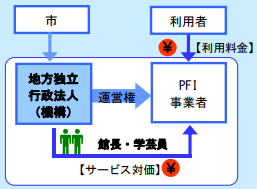 市
利用者
¥
【利用料金】
地方独立
行政法人
（機構）
運営権
PFI
事業者
館長・学芸員
【サービス対価】
¥